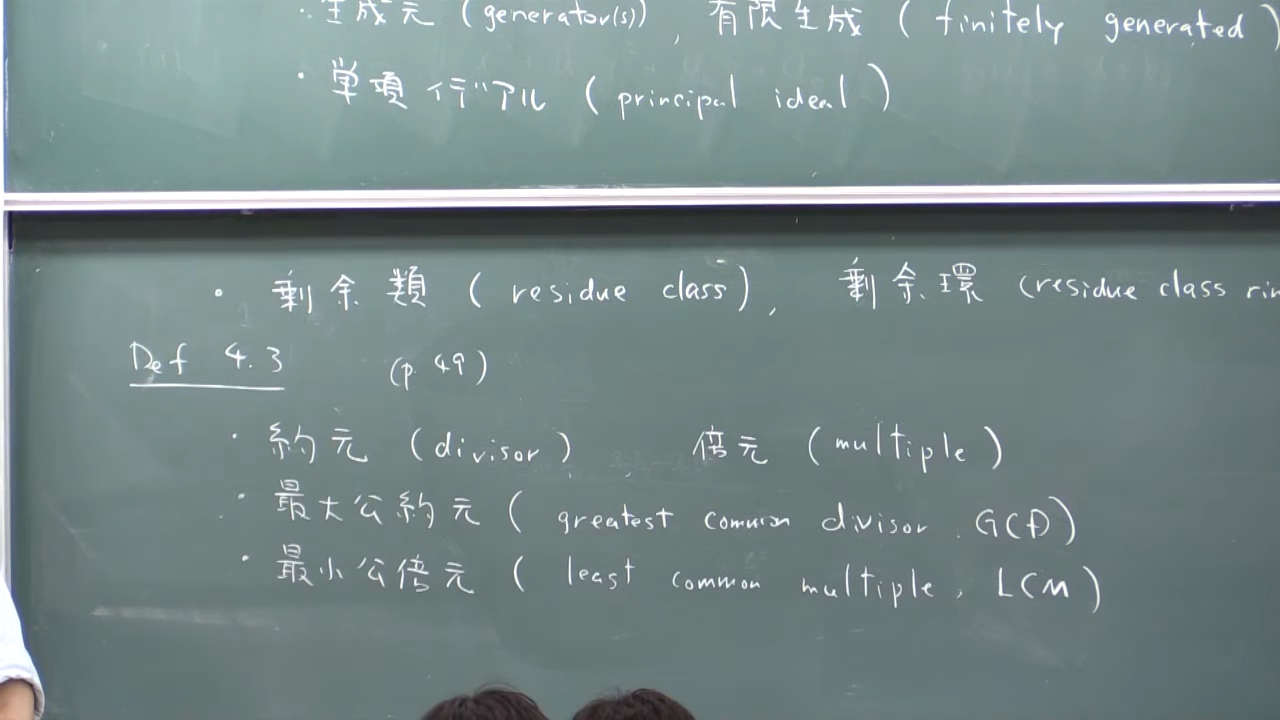 ・生成元 (generator(s)), 有限生成 (finitely generated)
・単項イデアル (principal ideal)
・剰余類 (residue class), 剰余環 (residue class rin
Def 4.3 (p. 49)
・約元 (divisor) 倍元 (multiple)
・最大公約元 (greatest common divisor. GCD)
・最小公倍元 (least common multiple, LCM)